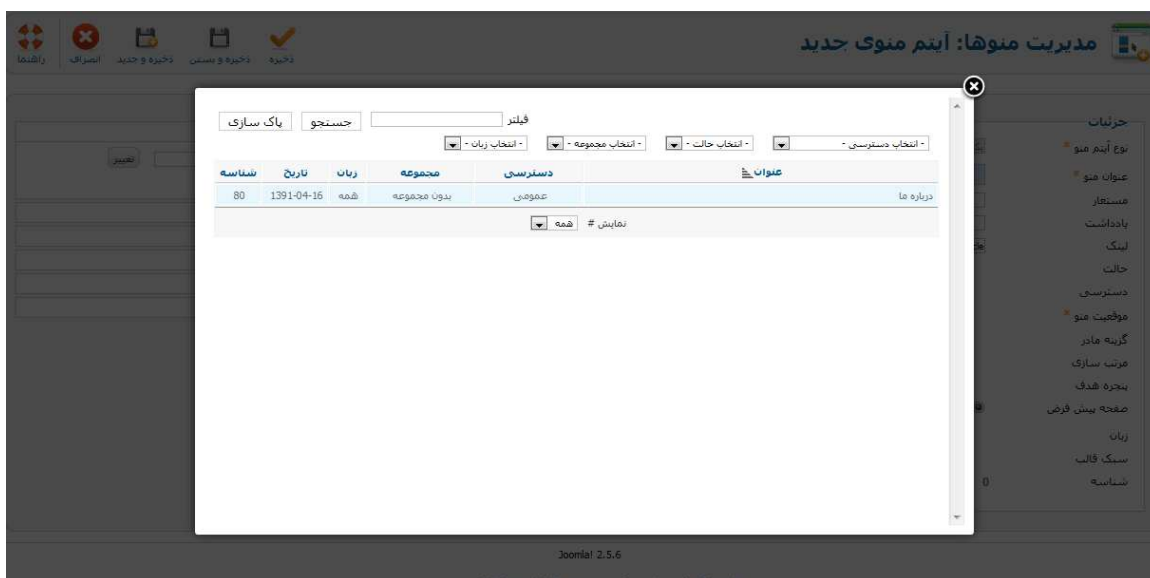 مدیریت منوها: آیتم منوی جدید
ذخیره
ذخیره و بستن
ذخیره و جدید
انصراف
راهنما
فیلتر
جستجو
پاک سازی
- انتخاب دسترسی -
- انتخاب حالت -
- انتخاب مجموعه -
- انتخاب زبان -
عنوان دسترسی مجموعه زبان تاریخ شناسه
درباره ما عمومی بدون مجموعه همه 1391-04-16 80
نمایش # همه
جزئیات
نوع آیتم منو *
عنوان منو *
مستعار
یادداشت
لینک
حالت
دسترسی
موقعیت منو *
گزینه مادر
مرتب سازی
پنجره هدف
صفحه پیش فرض
زبان
سبک قالب
شناسه 0
تغییر
Joomla! 2.5.6